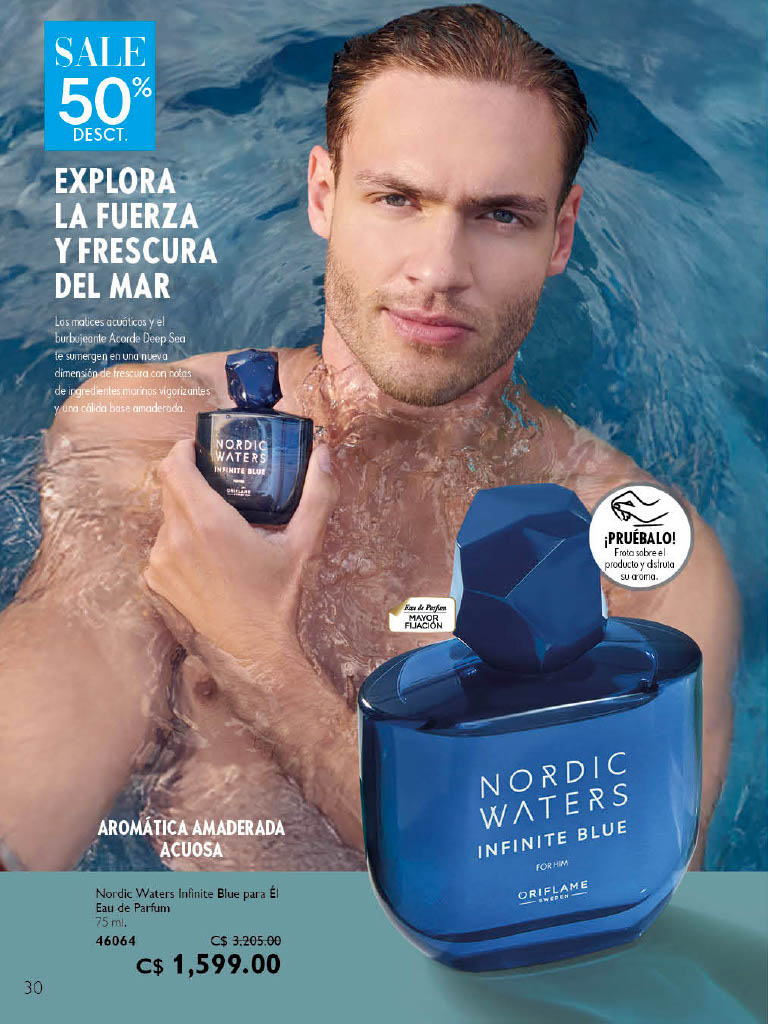 SALE
50%
DESCT.
EXPLORA
LA FUERZA
Y FRESCURA
DEL MAR
Los matices acuáticos y el
burbujeante Acorde Deep Sea
te sumergen en una nueva
dimensión de frescura con notas
de ingredientes marinos vigorizantes
y una cálida base amaderada.
NORDIC
WATERS
INFINITE BLUE
FOR HIM
ORIFLAME
SWEDEN
¡PRUÉBALO!
Frota sobre el
producto y disfruta
su aroma.
Eau de Parfum
MAYOR
FIJACIÓN
NORDIC
WATERS
INFINITE BLUE
FOR HIM
ORIFLAME
SWEDEN
AROMÁTICA AMADERADA
ACUOSA
Nordic Waters Infinite Blue para Él
Eau de Parfum
75 ml.
46064 C$ 3,205.00
C$ 1,599.00
30